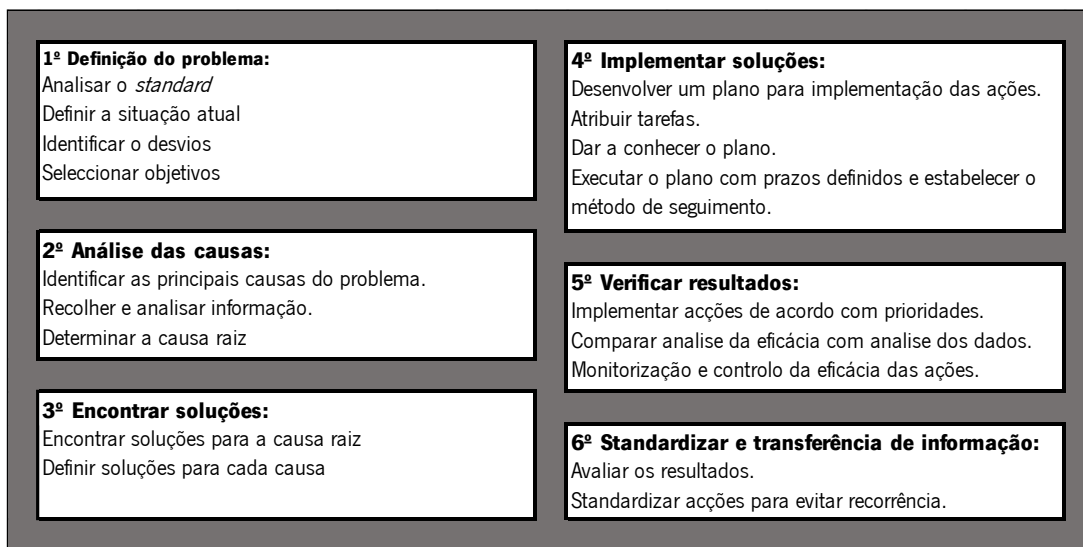 1º Definição do problema:
Analisar o standard
Definir a situação atual
Identificar o desvios
Seleccionar objetivos
2º Análise das causas:
Identificar as principais causas do problema.
Recolher e analisar informação.
Determinar a causa raiz
3º Encontrar soluções:
Encontrar soluções para a causa raiz
Definir soluções para cada causa
4º Implementar soluções:
Desenvolver um plano para implementação das ações.
Atribuir tarefas.
Dar a conhecer o plano.
Executar o plano com prazos definidos e estabelecer o
método de seguimento.
5º Verificar resultados:
Implementar acções de acordo com prioridades.
Comparar analise da eficácia com analise dos dados.
Monitorização e controlo da eficácia das ações.
6º Standardizar e transferência de informação:
Avaliar os resultados.
Standardizar acções para evitar recorrência.